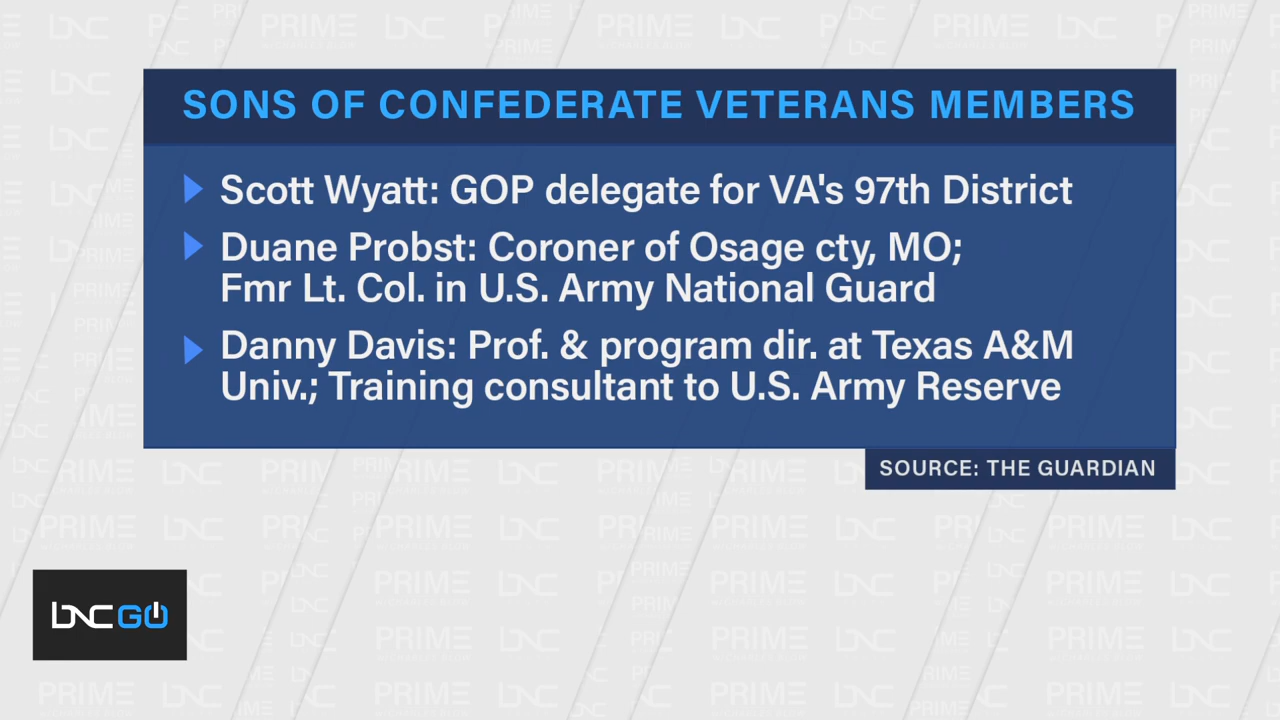 SONS OF CONFEDERATE VETERANS MEMBERS
Scott Wyatt: GOP delegate for VA's 97th District
Duane Probst: Coroner of Osage cty, MO;
Fmr Lt. Col. in U.S. Army National Guard
Danny Davis: Prof. & program dir. at Texas A&M
Univ.; Training consultant to U.S. Army Reserve
SOURCE: THE GUARDIAN
bnc GO